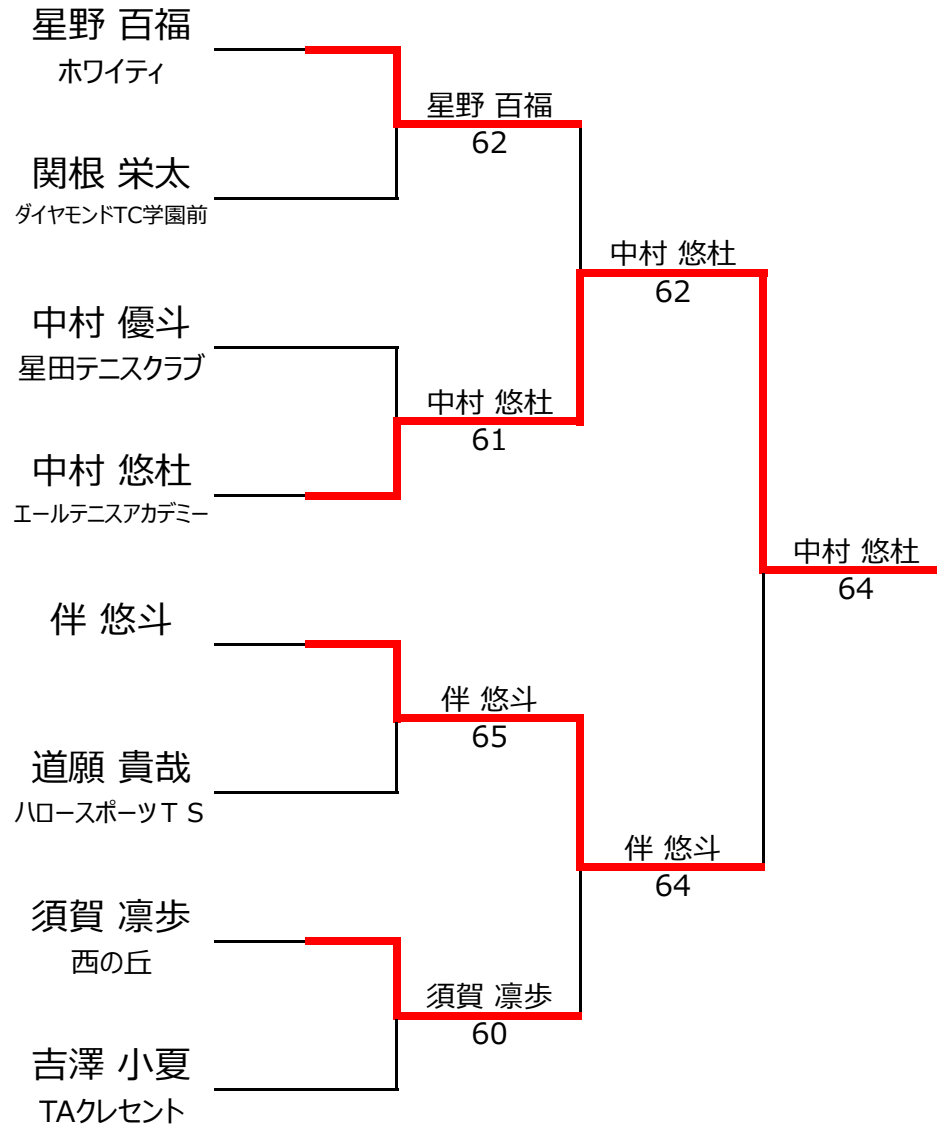 星野 百福
ホワイティ
関根 栄太
ダイヤモンドTC学園前
中村 優斗
星田テニスクラブ
中村 悠杜
エールテニスアカデミー
伴 悠斗
道願 貴哉
ハロースポーツＴＳ
須賀 凛歩
西の丘
吉澤 小夏
TAクレセント
星野 百福
62
中村 悠杜
61
伴 悠斗
65
須賀 凛歩
60
中村 悠杜
62
伴 悠斗
64
中村 悠杜
64